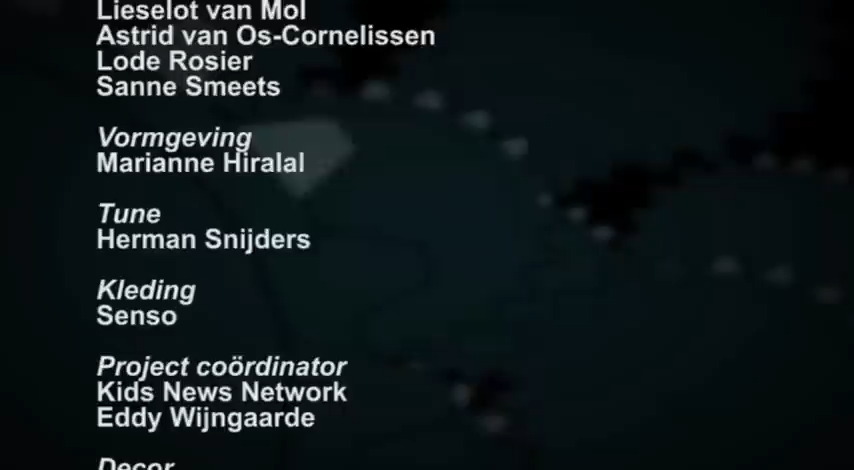 Lieselot van Mol
Astrid van Os-Cornelissen
Lode Rosier
Sanne Smeets
Vormgeving
Marianne Hiralal
Tune
Herman Snijders
Kleding
Senso
Project coördinator
Kids News Network
Eddy Wijngaarde
Decor